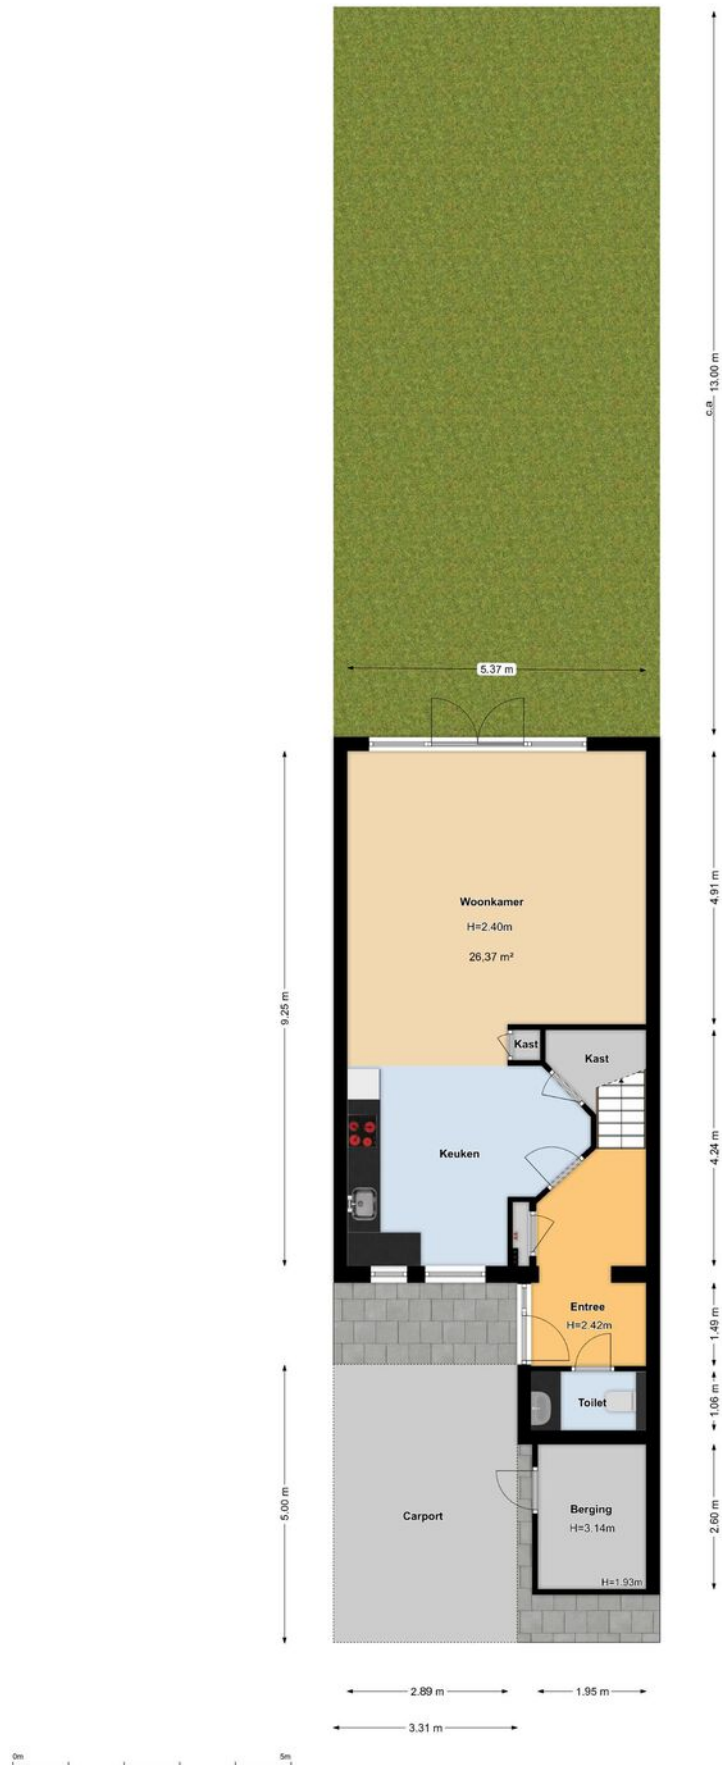 c.a 13.00 m
5.37 m
4.91 m
9.25 m
Woonkamer
H=2.40m
26,37 m²
Kast
Kast
4.24 m
Keuken
Entree
H=2.42m
1.49 m
Toilet
1.06 m
5.00 m
Carport
Berging
H=3.14m
2.60 m
H=1.93m
2.89 m
1.95 m
3.31 m
0m
5m